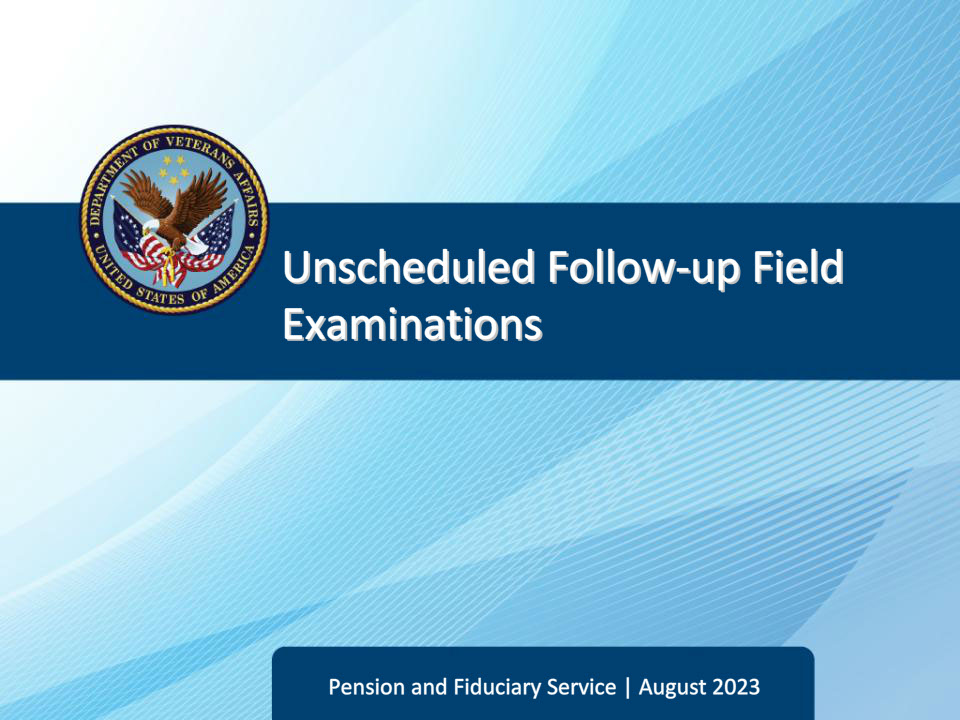 DEPARTMENT OF VETERANS AFFAIRS
UNITED STATES OF AMERICA
Unscheduled Follow-up Field
Examinations
Pension and Fiduciary Service | August 2023